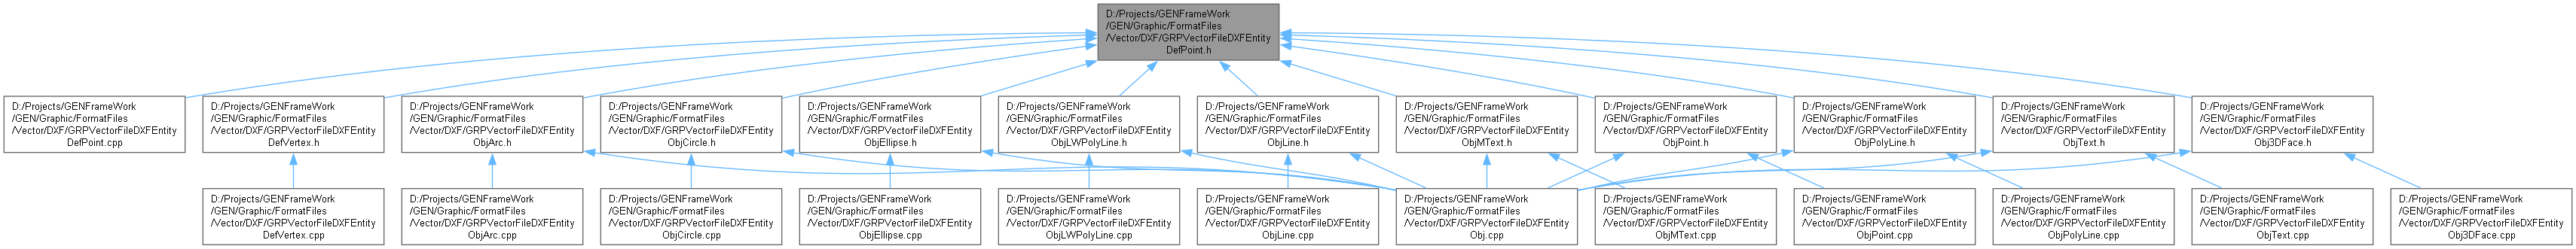 D:/Projects/GENFrameWork
/GEN/Graphic/FormatFiles
/Vector/DXF/GRPVectorFileDXFEntity
DefPoint.h
D:/Projects/GENFrameWork
/GEN/Graphic/FormatFiles
/Vector/DXF/GRPVectorFileDXFEntity
DefPoint.cpp
D:/Projects/GENFrameWork
/GEN/Graphic/FormatFiles
/Vector/DXF/GRPVectorFileDXFEntity
DefVertex.h
D:/Projects/GENFrameWork
/GEN/Graphic/FormatFiles
/Vector/DXF/GRPVectorFileDXFEntity
ObjArc.h
D:/Projects/GENFrameWork
/GEN/Graphic/FormatFiles
/Vector/DXF/GRPVectorFileDXFEntity
ObjCircle.h
D:/Projects/GENFrameWork
/GEN/Graphic/FormatFiles
/Vector/DXF/GRPVectorFileDXFEntity
ObjEllipse.h
D:/Projects/GENFrameWork
/GEN/Graphic/FormatFiles
/Vector/DXF/GRPVectorFileDXFEntity
ObjLWPolyLine.h
D:/Projects/GENFrameWork
/GEN/Graphic/FormatFiles
/Vector/DXF/GRPVectorFileDXFEntity
ObjLine.h
D:/Projects/GENFrameWork
/GEN/Graphic/FormatFiles
/Vector/DXF/GRPVectorFileDXFEntity
ObjMText.h
D:/Projects/GENFrameWork
/GEN/Graphic/FormatFiles
/Vector/DXF/GRPVectorFileDXFEntity
ObjPoint.h
D:/Projects/GENFrameWork
/GEN/Graphic/FormatFiles
/Vector/DXF/GRPVectorFileDXFEntity
ObjPolyLine.h
D:/Projects/GENFrameWork
/GEN/Graphic/FormatFiles
/Vector/DXF/GRPVectorFileDXFEntity
ObjText.h
D:/Projects/GENFrameWork
/GEN/Graphic/FormatFiles
/Vector/DXF/GRPVectorFileDXFEntity
Obj3DFace.h
D:/Projects/GENFrameWork
/GEN/Graphic/FormatFiles
/Vector/DXF/GRPVectorFileDXFEntity
DefVertex.cpp
D:/Projects/GENFrameWork
/GEN/Graphic/FormatFiles
/Vector/DXF/GRPVectorFileDXFEntity
ObjArc.cpp
D:/Projects/GENFrameWork
/GEN/Graphic/FormatFiles
/Vector/DXF/GRPVectorFileDXFEntity
ObjCircle.cpp
D:/Projects/GENFrameWork
/GEN/Graphic/FormatFiles
/Vector/DXF/GRPVectorFileDXFEntity
ObjEllipse.cpp
D:/Projects/GENFrameWork
/GEN/Graphic/FormatFiles
/Vector/DXF/GRPVectorFileDXFEntity
ObjLWPolyLine.cpp
D:/Projects/GENFrameWork
/GEN/Graphic/FormatFiles
/Vector/DXF/GRPVectorFileDXFEntity
ObjLine.cpp
D:/Projects/GENFrameWork
/GEN/Graphic/FormatFiles
/Vector/DXF/GRPVectorFileDXFEntity
Obj.cpp
D:/Projects/GENFrameWork
/GEN/Graphic/FormatFiles
/Vector/DXF/GRPVectorFileDXFEntity
ObjMText.cpp
D:/Projects/GENFrameWork
/GEN/Graphic/FormatFiles
/Vector/DXF/GRPVectorFileDXFEntity
ObjPoint.cpp
D:/Projects/GENFrameWork
/GEN/Graphic/FormatFiles
/Vector/DXF/GRPVectorFileDXFEntity
ObjPolyLine.cpp
D:/Projects/GENFrameWork
/GEN/Graphic/FormatFiles
/Vector/DXF/GRPVectorFileDXFEntity
ObjText.cpp
D:/Projects/GENFrameWork
/GEN/Graphic/FormatFiles
/Vector/DXF/GRPVectorFileDXFEntity
Obj3DFace.cpp